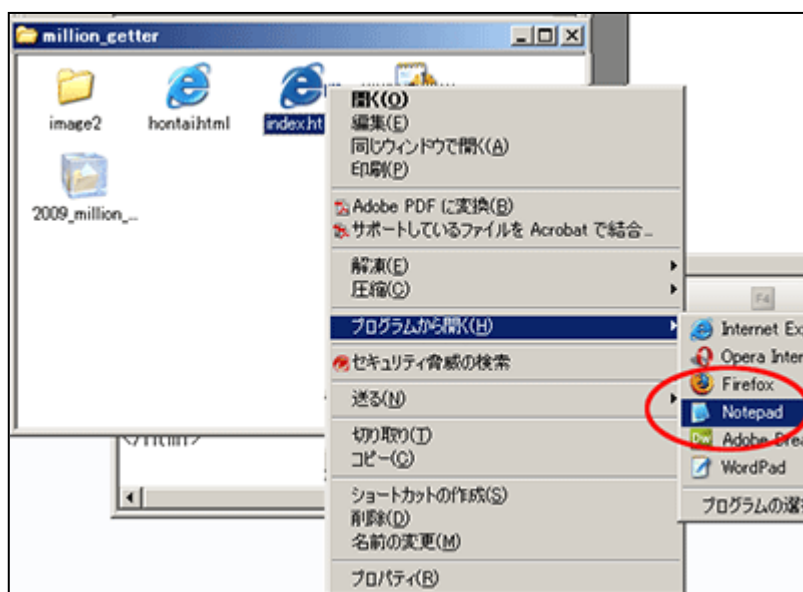 million_getter
image2
hontai.html
index.ht
2009_million_...
開く(O)
編集(E)
同じウィンドウで開く(A)
印刷(P)
Adobe PDF に変換(B)
サポートしているファイルを Acrobat で結合...
解凍(E)
圧縮(C)
プログラムから開く(H)
セキュリティ脅威の検索
送る(N)
切り取り(T)
コピー(C)
ショートカットの作成(S)
削除(D)
名前の変更(M)
プロパティ(R)
F4
Internet Ex
Opera Inter
Firefox
Notepad
Adobe Drea
WordPad
プログラムの選
</html>